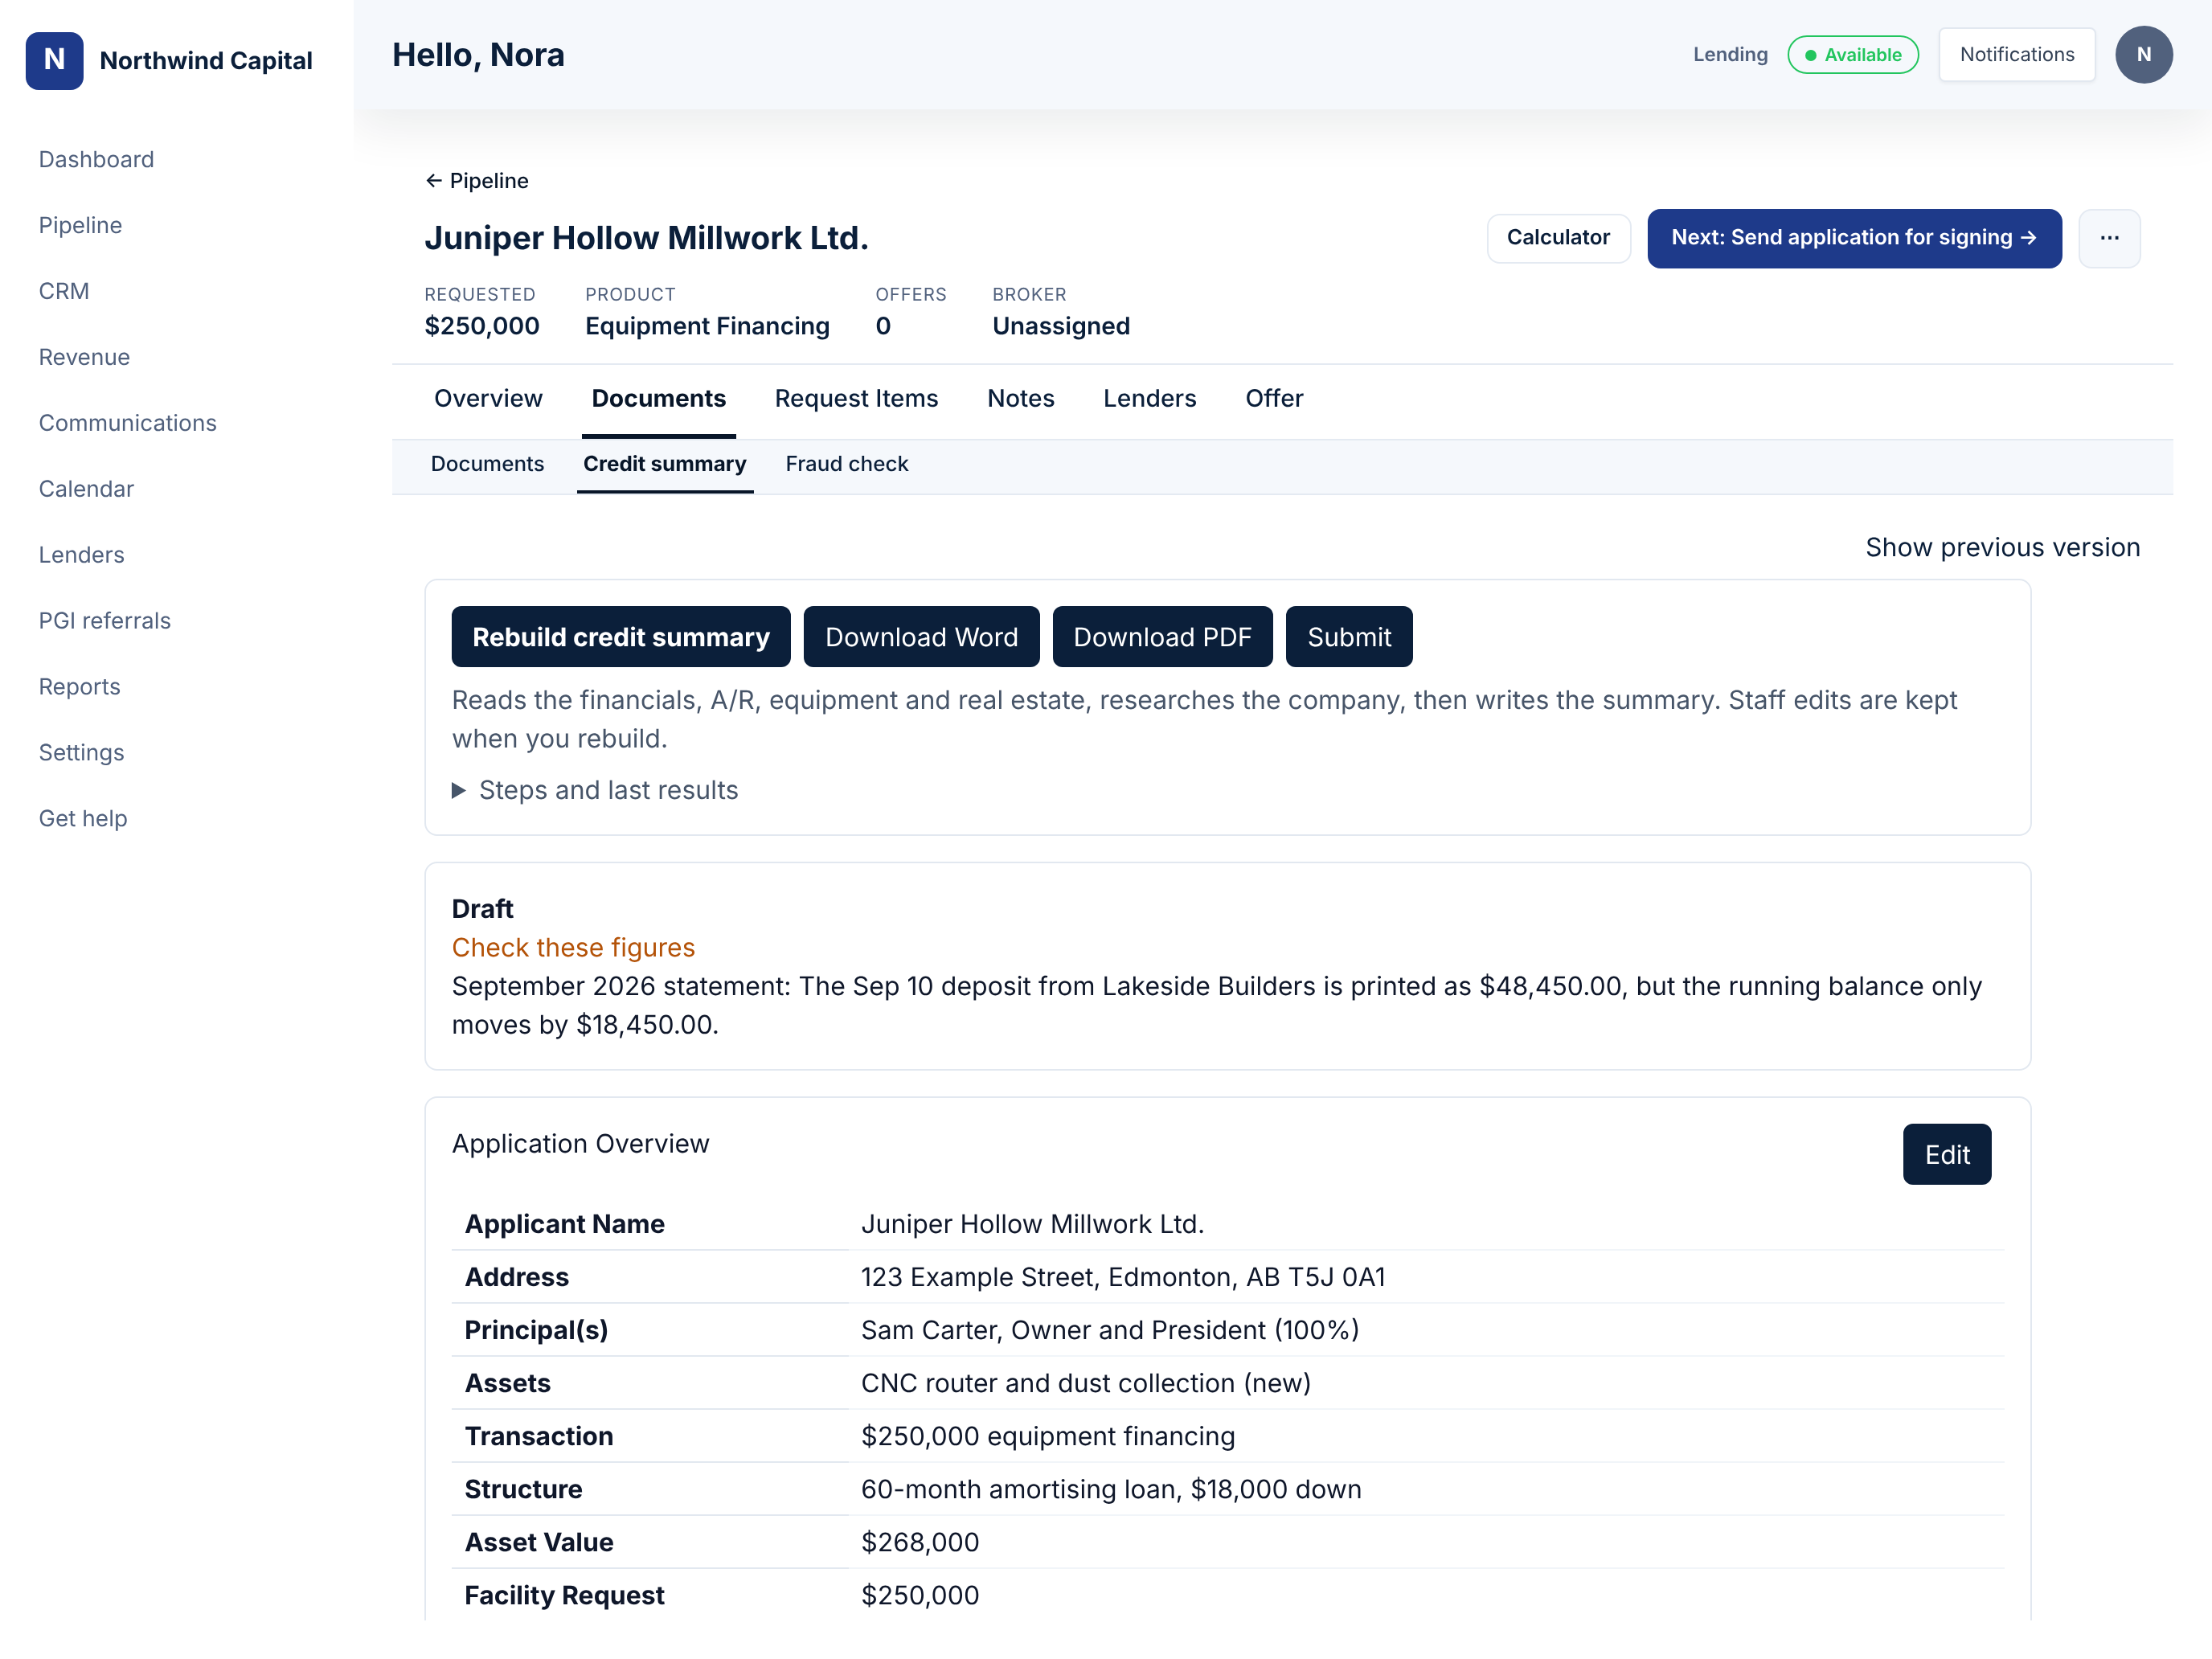 N
Northwind Capital
Hello, Nora
Lending
Available
Notifications
N
Dashboard
Pipeline
CRM
Revenue
Communications
Calendar
Lenders
PGI referrals
Reports
Settings
Get help
← Pipeline
Juniper Hollow Millwork Ltd.
Calculator
Next: Send application for signing →
...
REQUESTED
$250,000
PRODUCT
Equipment Financing
OFFERS
0
BROKER
Unassigned
Overview
Documents
Request Items
Notes
Lenders
Offer
Documents
Credit summary
Fraud check
Show previous version
Rebuild credit summary
Download Word
Download PDF
Submit
Reads the financials, A/R, equipment and real estate, researches the company, then writes the summary. Staff edits are kept
when you rebuild.
Steps and last results
Draft
Check these figures
September 2026 statement: The Sep 10 deposit from Lakeside Builders is printed as $48,450.00, but the running balance only
moves by $18,450.00.
Application Overview
Edit
Applicant Name Juniper Hollow Millwork Ltd.
Address 123 Example Street, Edmonton, AB T5J 0A1
Principal(s) Sam Carter, Owner and President (100%)
Assets CNC router and dust collection (new)
Transaction $250,000 equipment financing
Structure 60-month amortising loan, $18,000 down
Asset Value $268,000
Facility Request $250,000